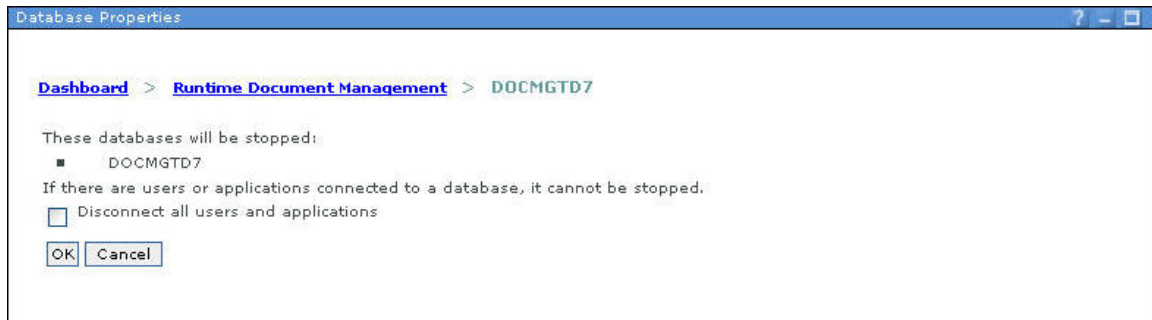 Database Properties
Dashboard > Runtime Document Management > DOCMGTD7
These databases will be stopped:
DOCMGTD7
If there are users or applications connected to a database, it cannot be stopped.
Disconnect all users and applications
OK Cancel